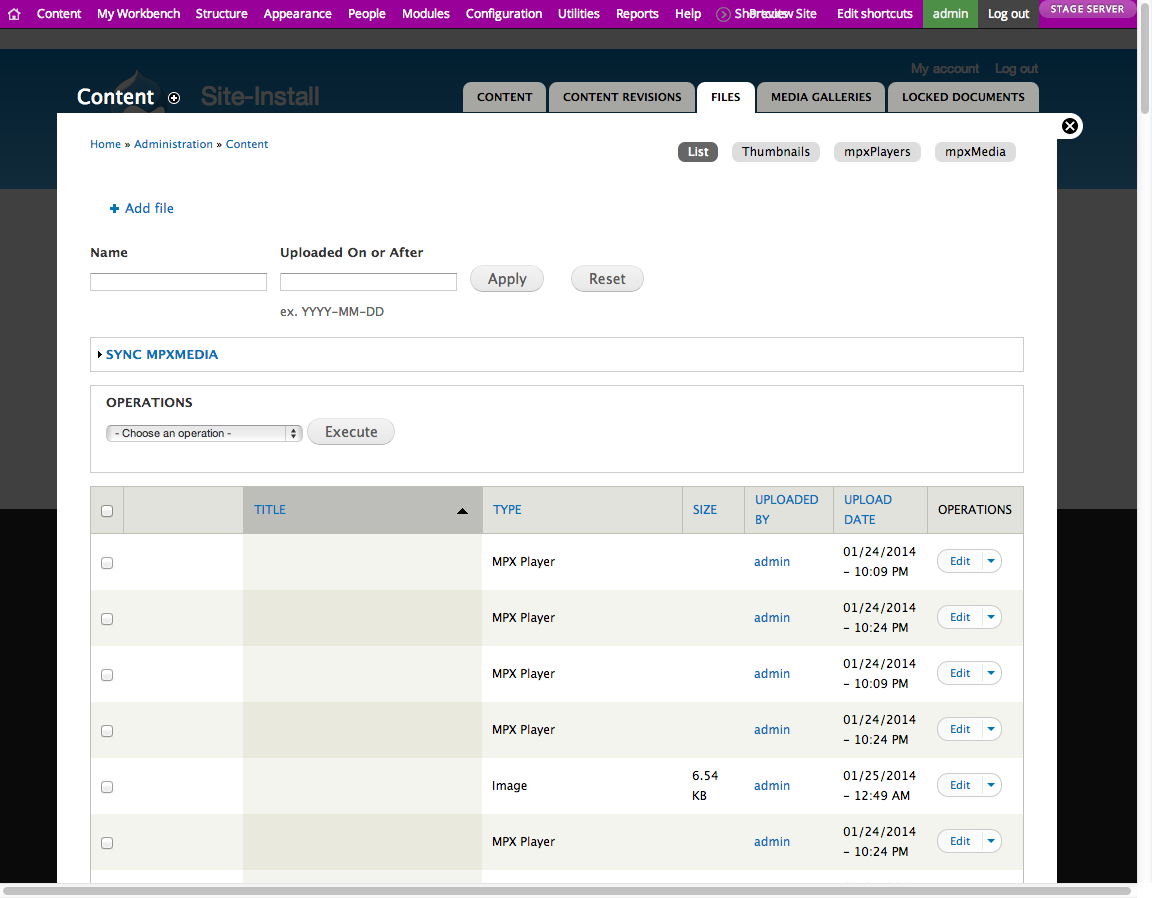 Content My Workbench Structure Appearance People Modules Configuration Utilities Reports Help Shortcuts Preview Site Edit shortcuts admin Log out STAGE SERVER
My account Log out
Content Site-Install CONTENT CONTENT REVISIONS FILES MEDIA GALLERIES LOCKED DOCUMENTS
Home » Administration » Content List Thumbnails mpxPlayers mpxMedia
Add file
Name Uploaded On or After
Apply Reset
ex. YYYY-MM-DD
SYNC MPXMEDIA
OPERATIONS
- Choose an operation - Execute
TITLE TYPE SIZE UPLOADED BY UPLOAD DATE OPERATIONS
MPX Player admin 01/24/2014 - 10:09 PM Edit
MPX Player admin 01/24/2014 - 10:24 PM Edit
MPX Player admin 01/24/2014 - 10:09 PM Edit
MPX Player admin 01/24/2014 - 10:24 PM Edit
Image 6.54 KB admin 01/25/2014 - 12:49 AM Edit
MPX Player admin 01/24/2014 - 10:24 PM Edit